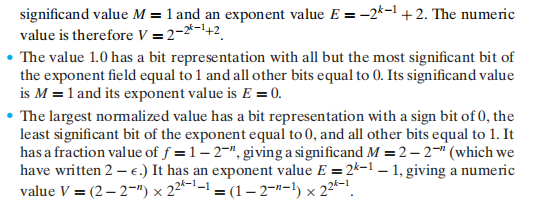 significand value M = 1 and an exponent value E = −2^{k−1} + 2. The numeric
value is therefore V = 2^{−2^{k−1}+2}.
• The value 1.0 has a bit representation with all but the most significant bit of
the exponent field equal to 1 and all other bits equal to 0. Its significand value
is M = 1 and its exponent value is E = 0.
• The largest normalized value has a bit representation with a sign bit of 0, the
least significant bit of the exponent equal to 0, and all other bits equal to 1. It
has a fraction value of f = 1 − 2^{−n}, giving a significand M = 2 − 2^{−n} (which we
have written 2 − ϵ.) It has an exponent value E = 2^{k−1} − 1, giving a numeric
value V = (2 − 2^{−n}) × 2^{2^{k−1}−1} = (1 − 2^{−n−1}) × 2^{2^{k−1}}.